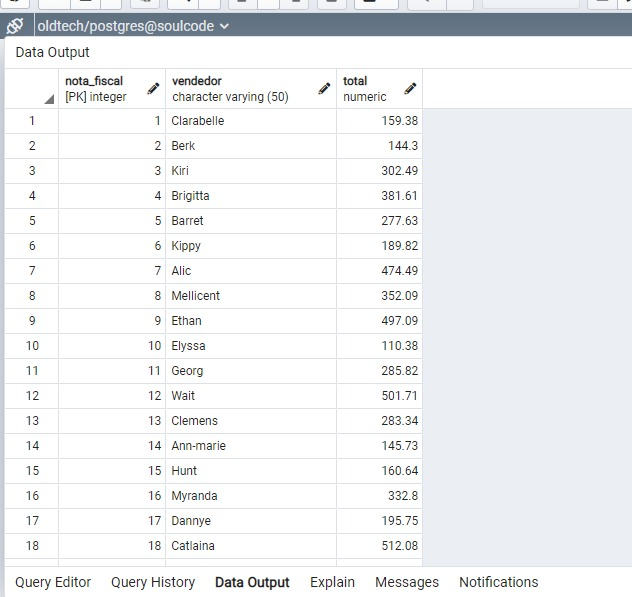 oldtech/postgres@soulcode
Data Output
nota_fiscal vendedor total
[PK] integer character varying (50) numeric
1 1 Clarabelle 159.38
2 2 Berk 144.3
3 3 Kiri 302.49
4 4 Brigitta 381.61
5 5 Barret 277.63
6 6 Kippy 189.82
7 7 Alic 474.49
8 8 Mellicent 352.09
9 9 Ethan 497.09
10 10 Elyssa 110.38
11 11 Georg 285.82
12 12 Wait 501.71
13 13 Clemens 283.34
14 14 Ann-marie 145.73
15 15 Hunt 160.64
16 16 Myranda 332.8
17 17 Dannye 195.75
18 18 Catlaina 512.08
Query Editor Query History Data Output Explain Messages Notifications